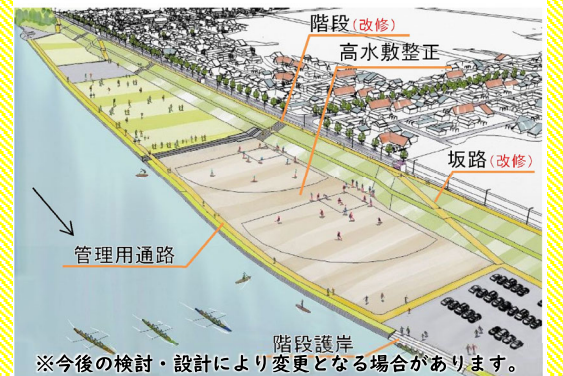 階段(改修)
高水敷整正
坂路(改修)
管理用通路
階段護岸
※今後の検討・設計により変更となる場合があります。